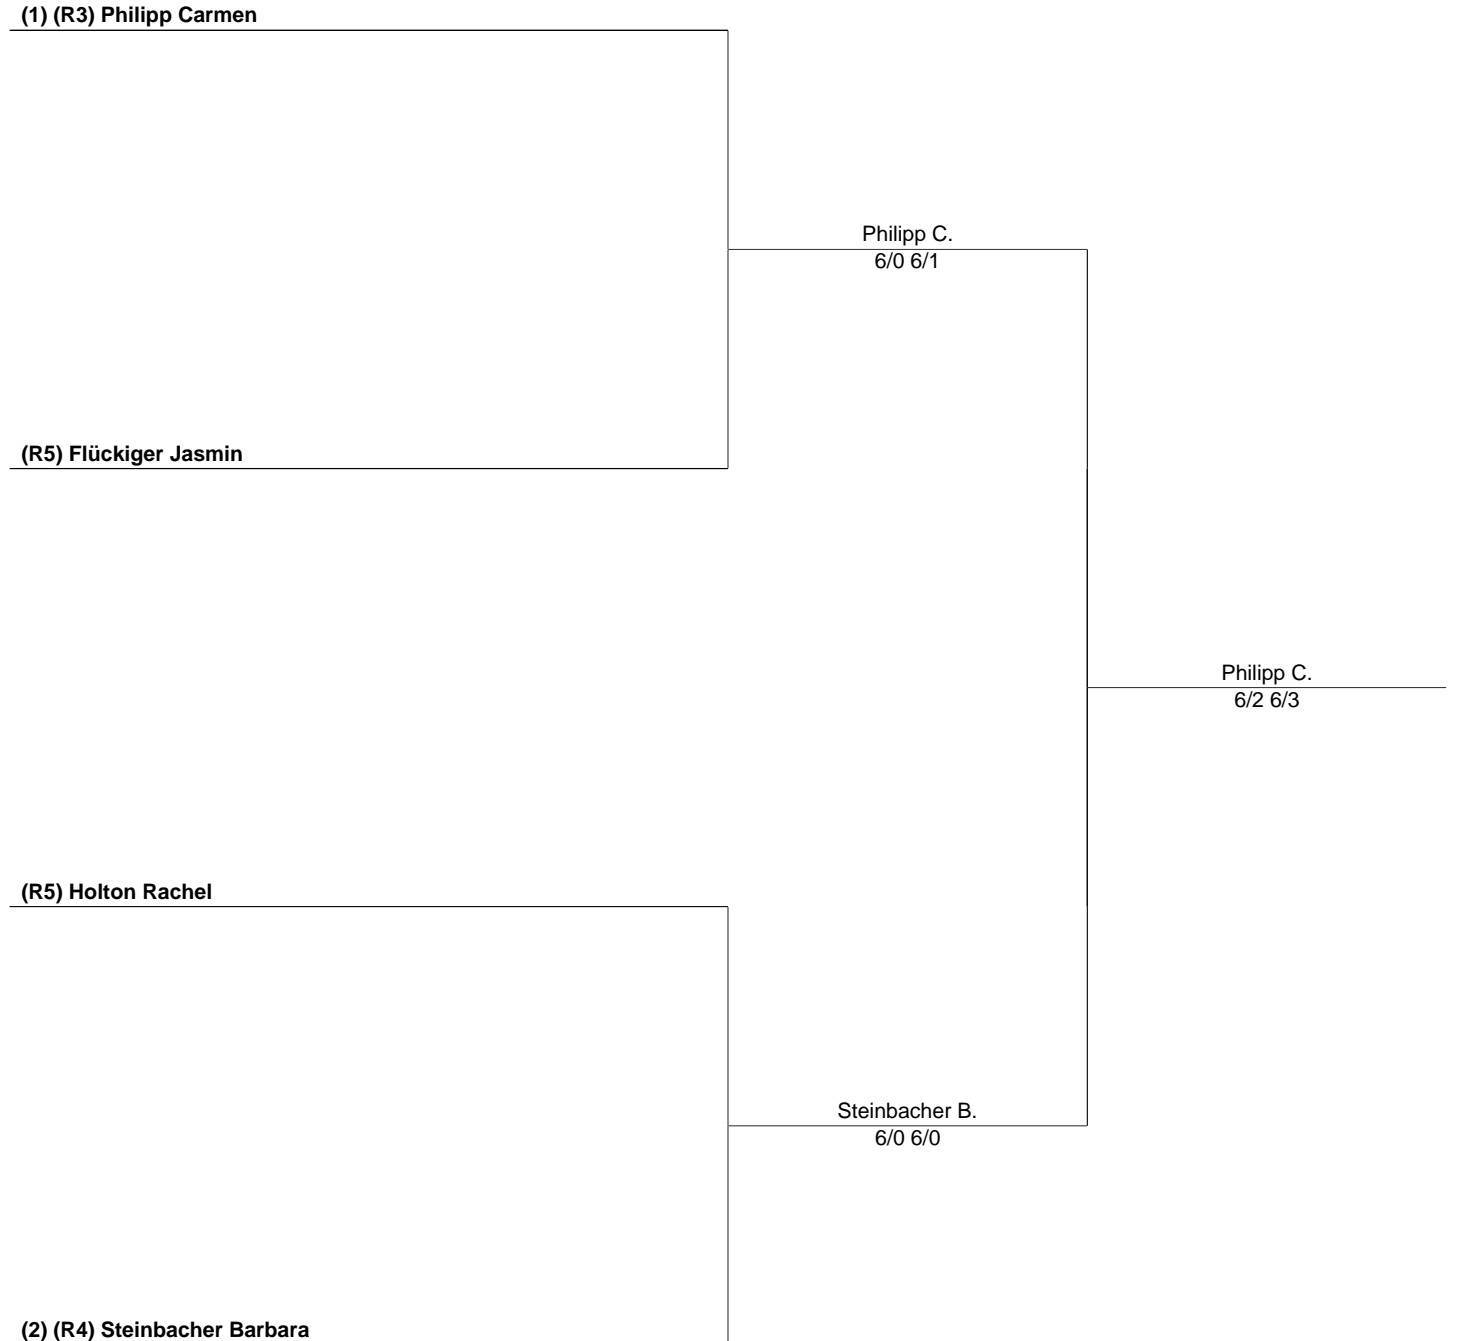 (1) (R3) Philipp Carmen
Philipp C.
6/0 6/1
(R5) Flückiger Jasmin
Philipp C.
6/2 6/3
(R5) Holton Rachel
Steinbacher B.
6/0 6/0
(2) (R4) Steinbacher Barbara